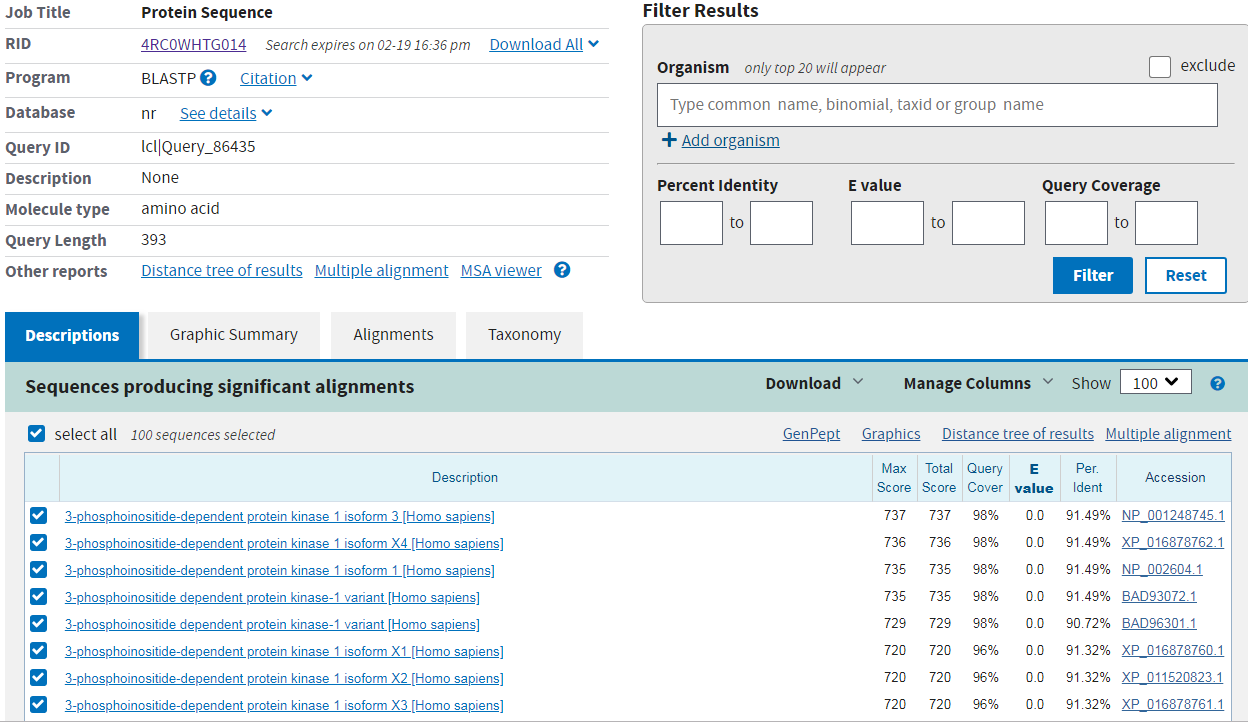 Job Title Protein Sequence
RID 4RC0WHTG014 Search expires on 02-19 16:36 pm Download All
Program BLASTP ? Citation
Database nr See details
Query ID lcl|Query_86435
Description None
Molecule type amino acid
Query Length 393
Other reports Distance tree of results Multiple alignment MSA viewer ?
Filter Results
Organism only top 20 will appear exclude
Type common name, binomial, taxid or group name
+ Add organism
Percent Identity E value Query Coverage
to to to
Filter Reset
Descriptions Graphic Summary Alignments Taxonomy
Sequences producing significant alignments Download Manage Columns Show 100 ?
select all 100 sequences selected GenPept Graphics Distance tree of results Multiple alignment
Description Max Score Total Score Query Cover E value Per. Ident Accession
3-phosphoinositide-dependent protein kinase 1 isoform 3 [Homo sapiens] 737 737 98% 0.0 91.49% NP_001248745.1
3-phosphoinositide-dependent protein kinase 1 isoform X4 [Homo sapiens] 736 736 98% 0.0 91.49% XP_016878762.1
3-phosphoinositide-dependent protein kinase 1 isoform 1 [Homo sapiens] 735 735 98% 0.0 91.49% NP_002604.1
3-phosphoinositide dependent protein kinase-1 variant [Homo sapiens] 735 735 98% 0.0 91.49% BAD93072.1
3-phosphoinositide dependent protein kinase-1 variant [Homo sapiens] 729 729 98% 0.0 90.72% BAD96301.1
3-phosphoinositide-dependent protein kinase 1 isoform X1 [Homo sapiens] 720 720 96% 0.0 91.32% XP_016878760.1
3-phosphoinositide-dependent protein kinase 1 isoform X2 [Homo sapiens] 720 720 96% 0.0 91.32% XP_011520823.1
3-phosphoinositide-dependent protein kinase 1 isoform X3 [Homo sapiens] 720 720 96% 0.0 91.32% XP_016878761.1